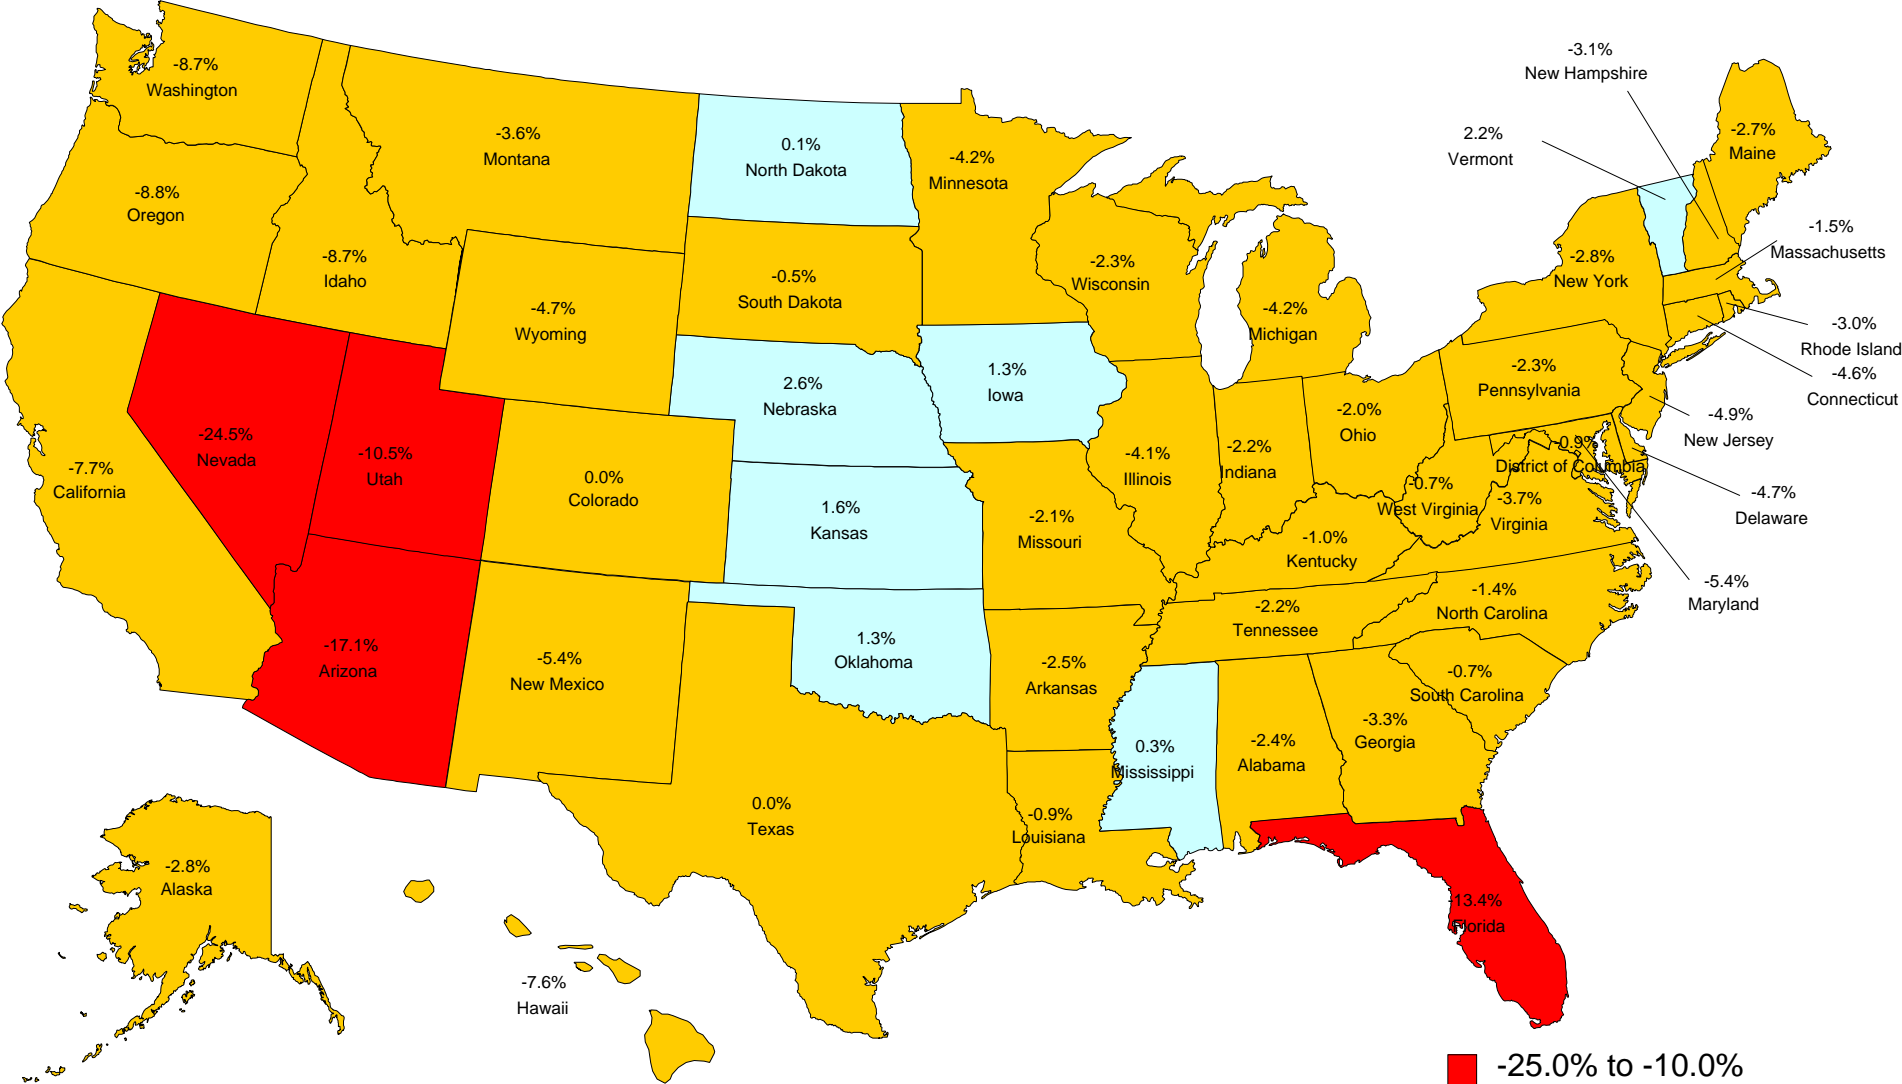 -8.7%
Washington
-8.8%
Oregon
-8.7%
Idaho
-3.6%
Montana
0.1%
North Dakota
-4.2%
Minnesota
-3.1%
New Hampshire
2.2%
Vermont
-2.7%
Maine
-1.5%
Massachusetts
-2.8%
New York
-3.0%
Rhode Island
-4.6%
Connecticut
-4.9%
New Jersey
-2.3%
Pennsylvania
-2.3%
Wisconsin
-4.2%
Michigan
-0.5%
South Dakota
-4.7%
Wyoming
2.6%
Nebraska
1.3%
Iowa
-4.1%
Illinois
-2.2%
Indiana
-2.0%
Ohio
-0.9%
District of Columbia
-0.7%
West Virginia
-3.7%
Virginia
-4.7%
Delaware
-5.4%
Maryland
-24.5%
Nevada
-10.5%
Utah
-7.7%
California
0.0%
Colorado
1.6%
Kansas
-2.1%
Missouri
-1.0%
Kentucky
-2.2%
Tennessee
-1.4%
North Carolina
-0.7%
South Carolina
-17.1%
Arizona
-5.4%
New Mexico
1.3%
Oklahoma
-2.5%
Arkansas
0.3%
Mississippi
-2.4%
Alabama
-3.3%
Georgia
0.0%
Texas
-0.9%
Louisiana
-13.4%
Florida
-2.8%
Alaska
-7.6%
Hawaii
-25.0% to -10.0%